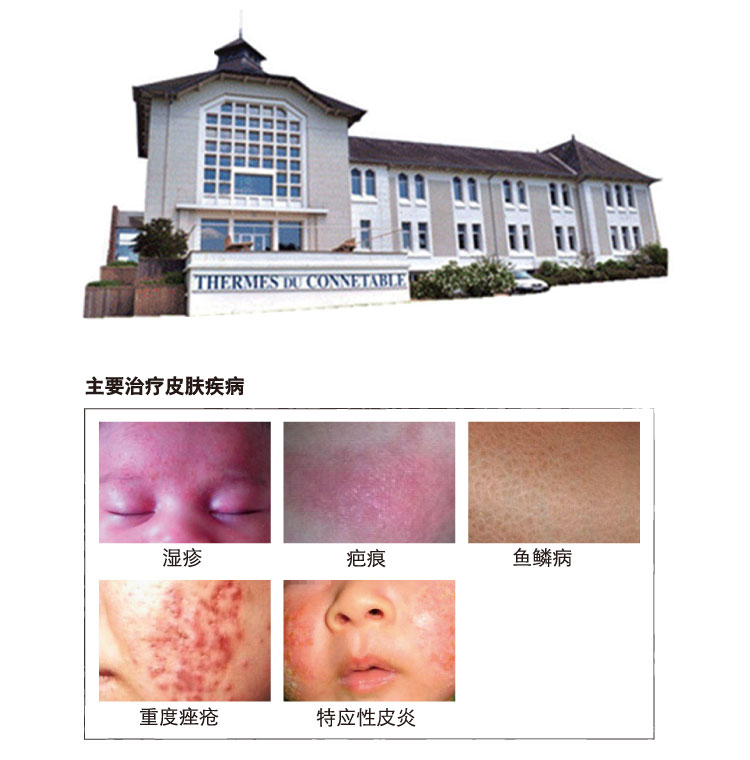 THERMES DU CONNETABLE
主要治疗皮肤疾病
湿疹
疤痕
鱼鳞病
重度痤疮
特应性皮炎